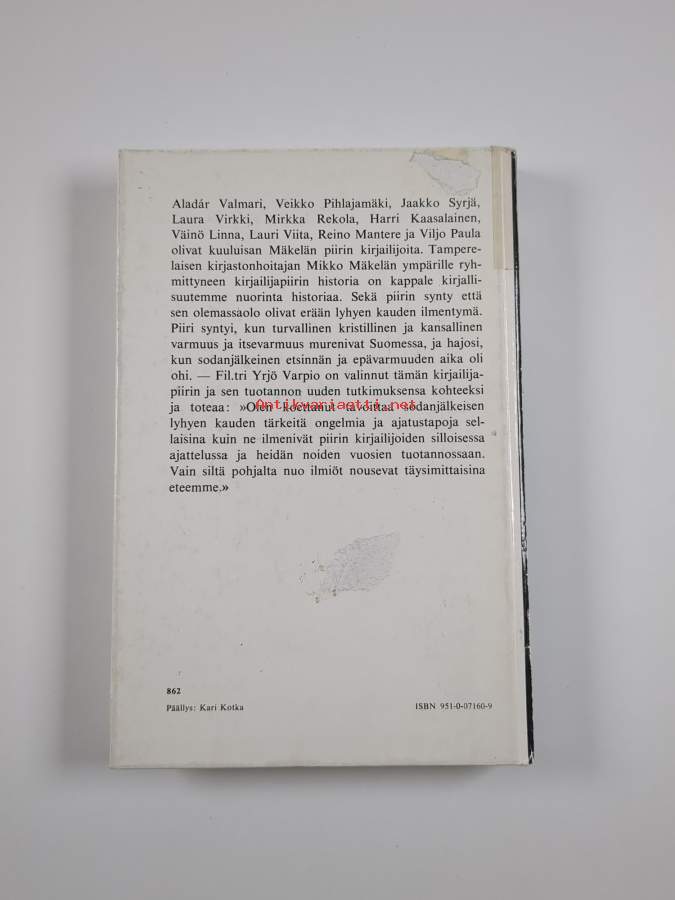 Aladár Valmari, Veikko Pihlajamäki, Jaakko Syrjä,
Laura Virkki, Mirkka Rekola, Harri Kaasalainen,
Väinö Linna, Lauri Viita, Reino Mantere ja Viljo Paula
olivat kuuluisan Mäkelän piirin kirjailijoita. Tampere-
laisen kirjastonhoitajan Mikko Mäkelän ympärille ryh-
mittyneen kirjailijapiirin historia on kappale kirjalli-
suutemme nuorinta historiaa. Sekä piirin synty että
sen olemassaolo olivat erään lyhyen kauden ilmentymä.
Piiri syntyi, kun turvallinen kristillinen ja kansallinen
varmuus ja itsevarmuus murenivat Suomessa, ja hajosi,
kun sodanjälkeinen etsinnän ja epävarmuuden aika oli
ohi. — Fil.tri Yrjö Varpio on valinnut tämän kirjailija-
piirin ja sen tuotannon uuden tutkimuksensa kohteeksi
ja toteaa: »Olen koettanut tavoittaa sodanjälkeisen
Antikvariaatti.net
lyhyen kauden tärkeitä ongelmia ja ajatustapoja sel-
laisina kuin ne ilmenivät piirin kirjailijoiden silloisessa
ajattelussa ja heidän noiden vuosien tuotannossaan.
Vain siltä pohjalta nuo ilmiöt nousevat täysimittaisina
eteemme.»
862
Päällys: Kari Kotka
ISBN 951-0-07160-9